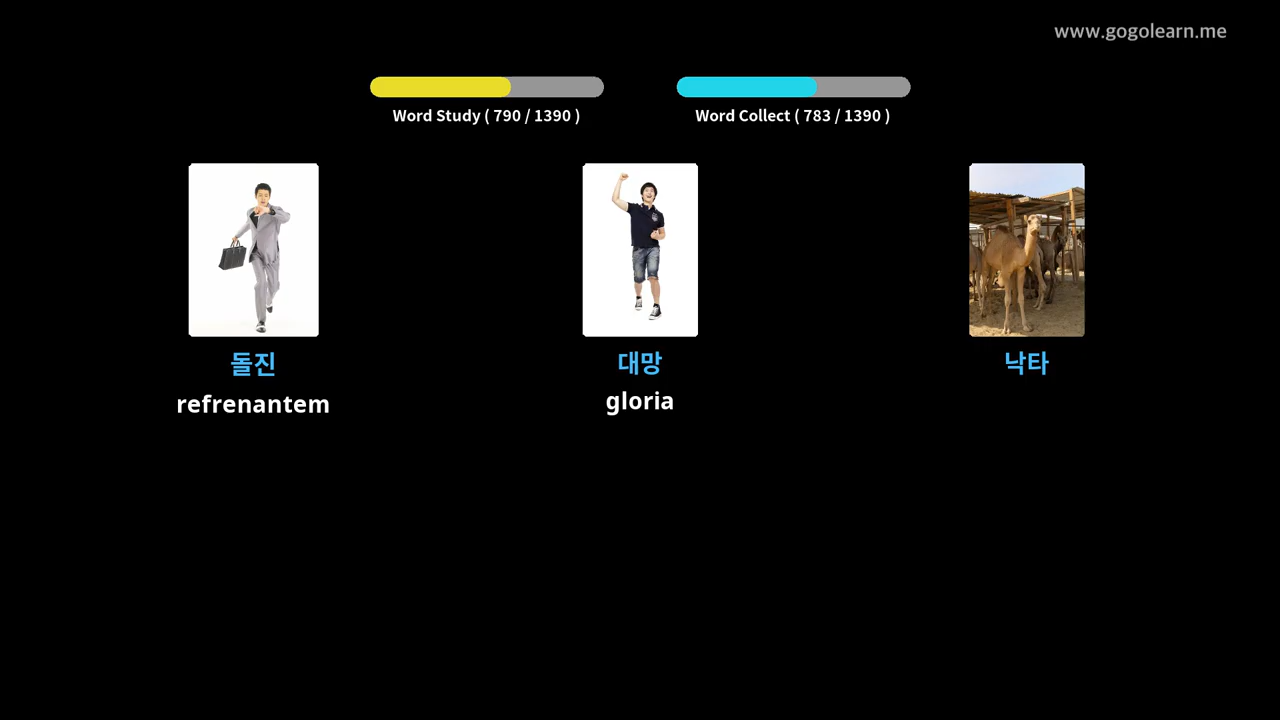 www.gogolearn.me
Word Study ( 790 / 1390 )
Word Collect ( 783 / 1390 )
돌진
대망
낙타
refrenantem
gloria